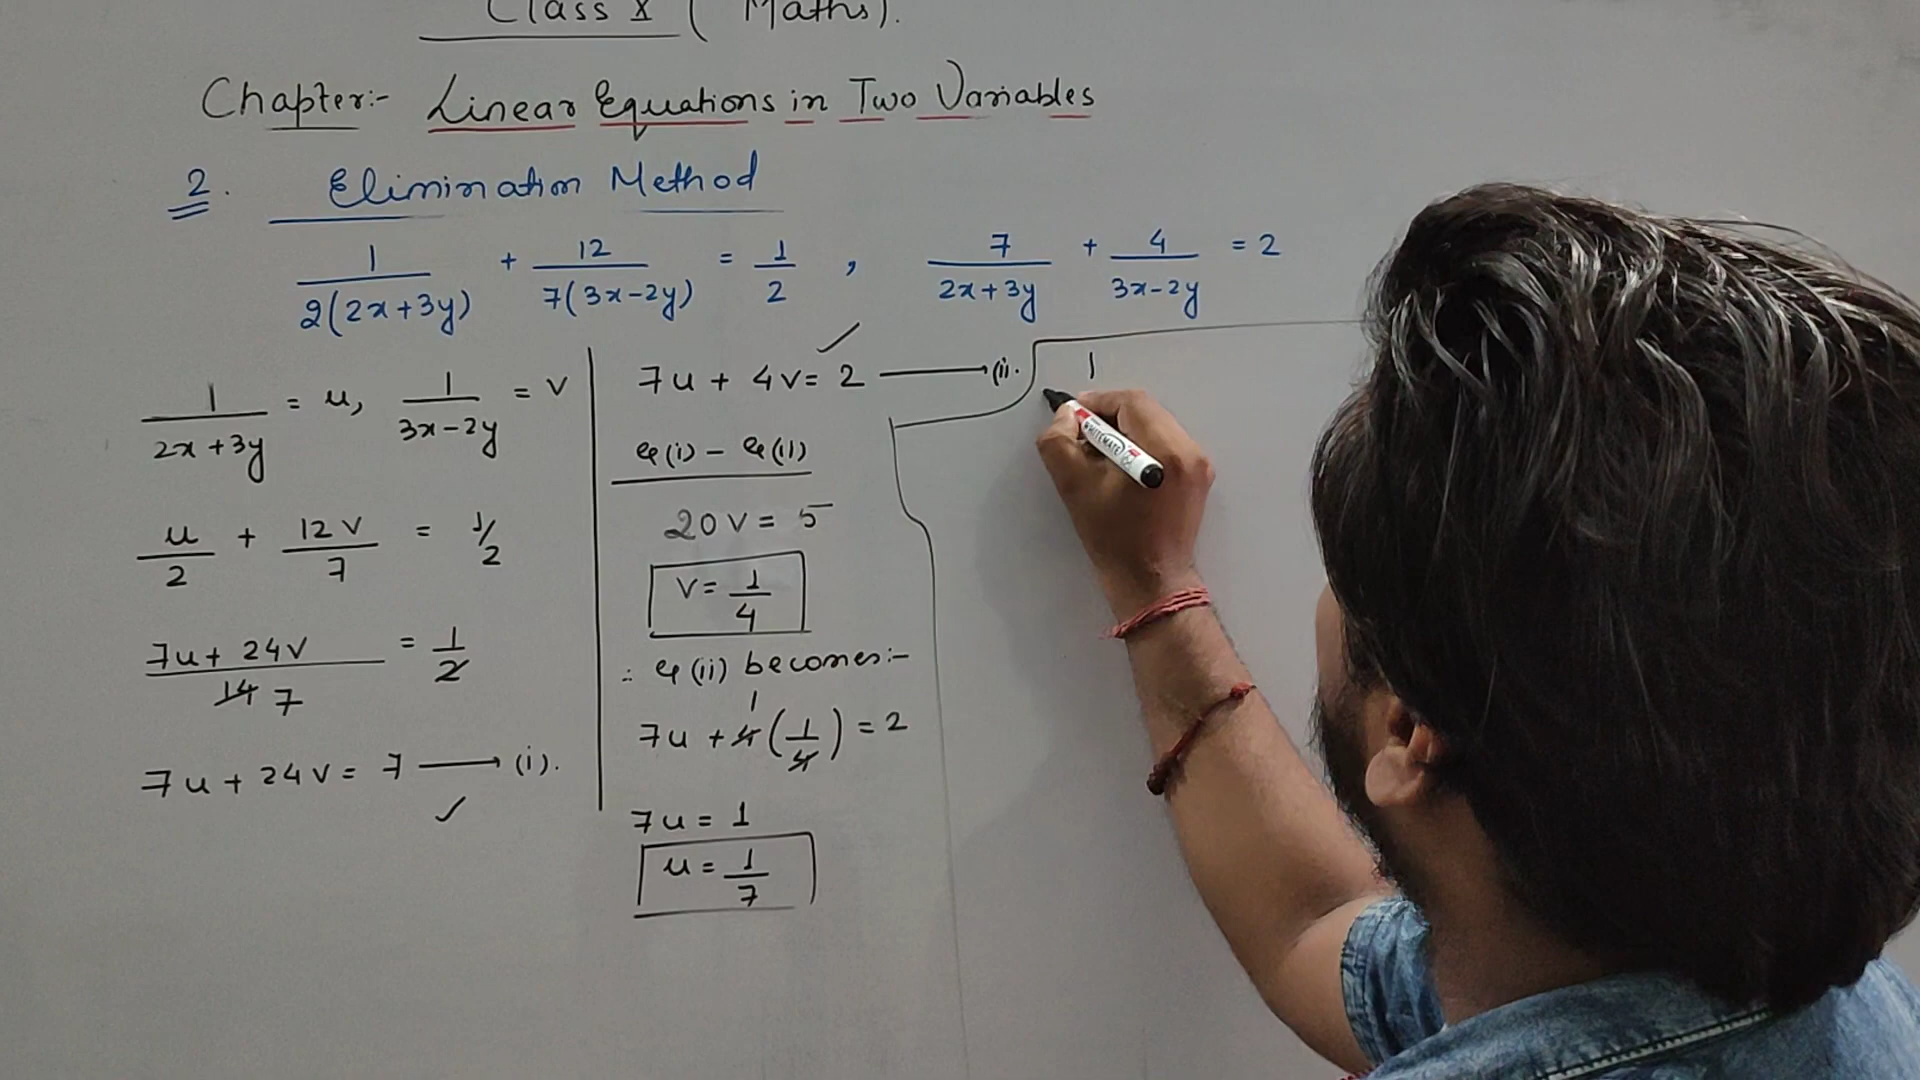 Class X ( Maths).
Chapter:- Linear Equations in Two Variables
2. Elimination Method
1/2(2x+3y) + 12/7(3x-2y) = 1/2 , 7/2x+3y + 4/3x-2y = 2
1/2x+3y = u, 1/3x-2y = v
u/2 + 12v/7 = 1/2
7u + 24v/14 7 = 1/2
7u + 24v = 7 ⟶ (i).
✓
7u + 4v = 2 ⟶ (ii.
✓
eq (i) - eq (ii)
20v = 5
v = 1/4
∴ eq (ii) becomes:-
1
7u + 4(1/4) = 2
7u = 1
u = 1/7
1
WHITEMATE